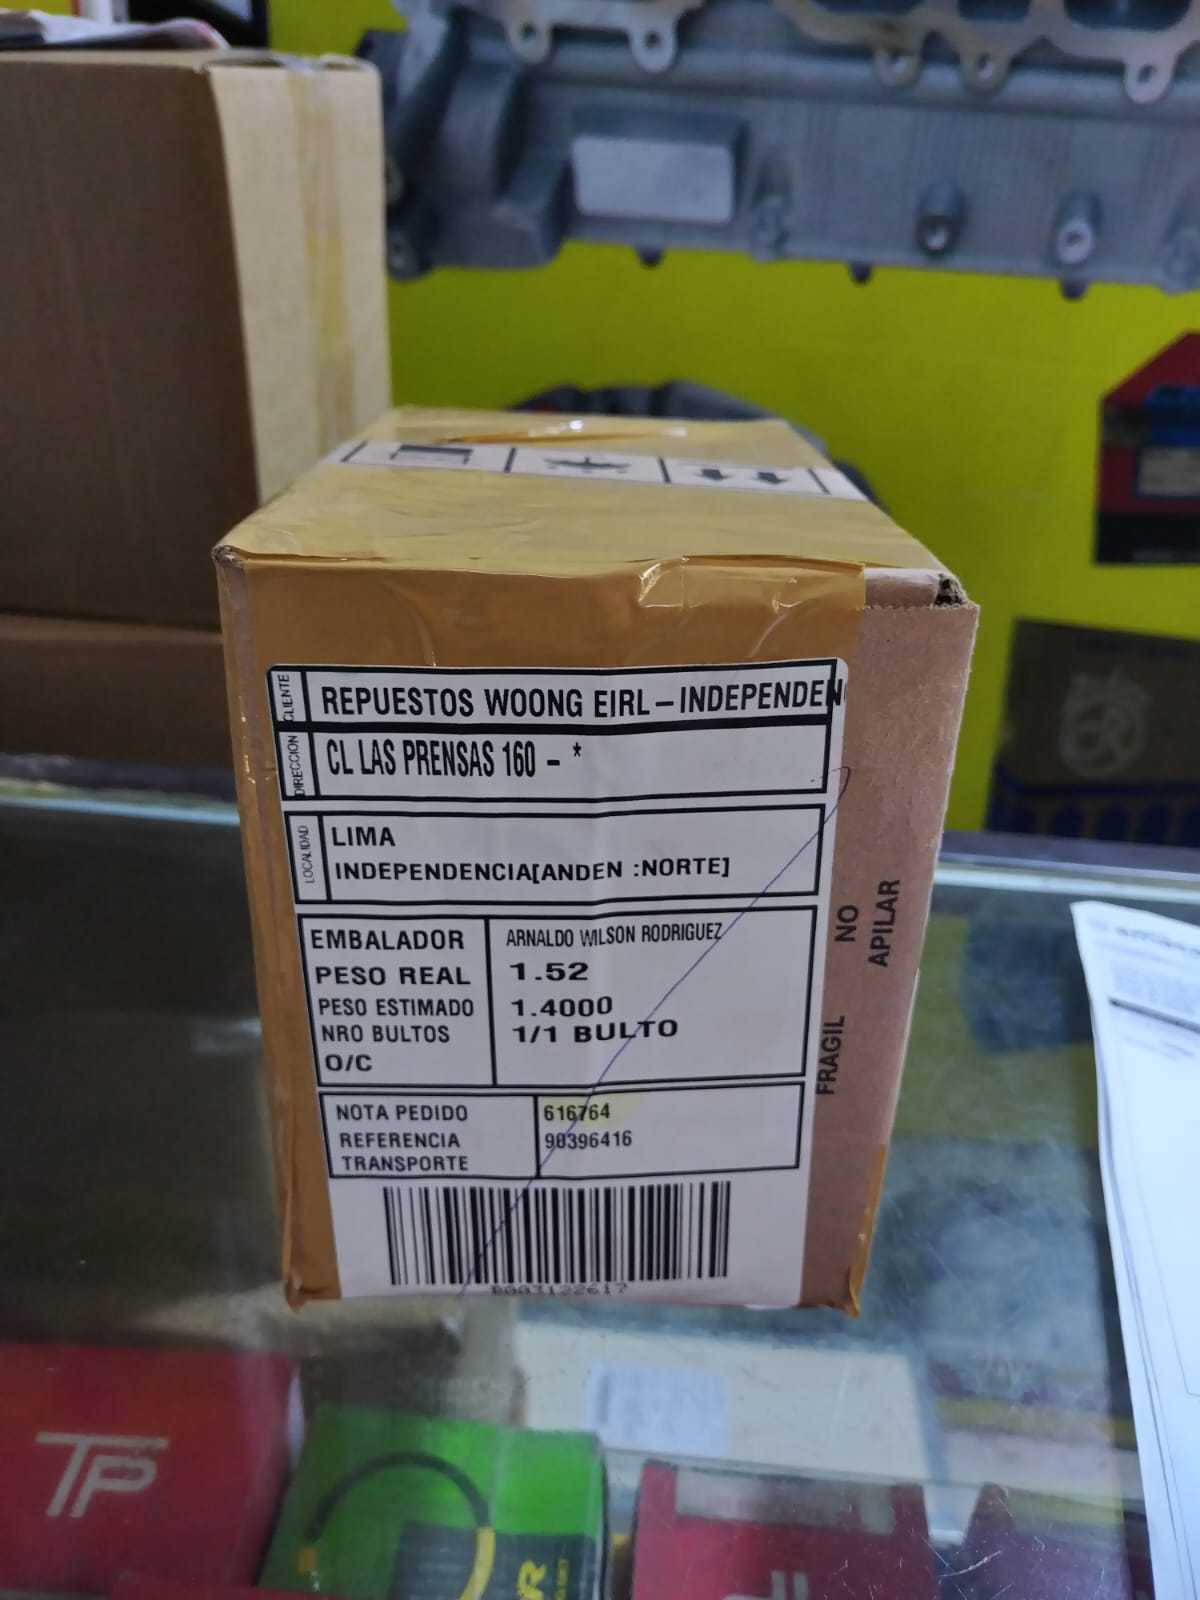 CLIENTE
REPUESTOS WOONG EIRL-INDEPENDEN
DIRECCION
CL LAS PRENSAS 160 - *
LOCALIDAD
LIMA
INDEPENDENCIA[ANDEN :NORTE]
EMBALADOR ARNALDO WILSON RODRIGUEZ
PESO REAL 1.52
PESO ESTIMADO 1.4000
NRO BULTOS 1/1 BULTO
O/C
NOTA PEDIDO 616764
REFERENCIA 90396416
TRANSPORTE
FRAGIL NO
APILAR
TP
R